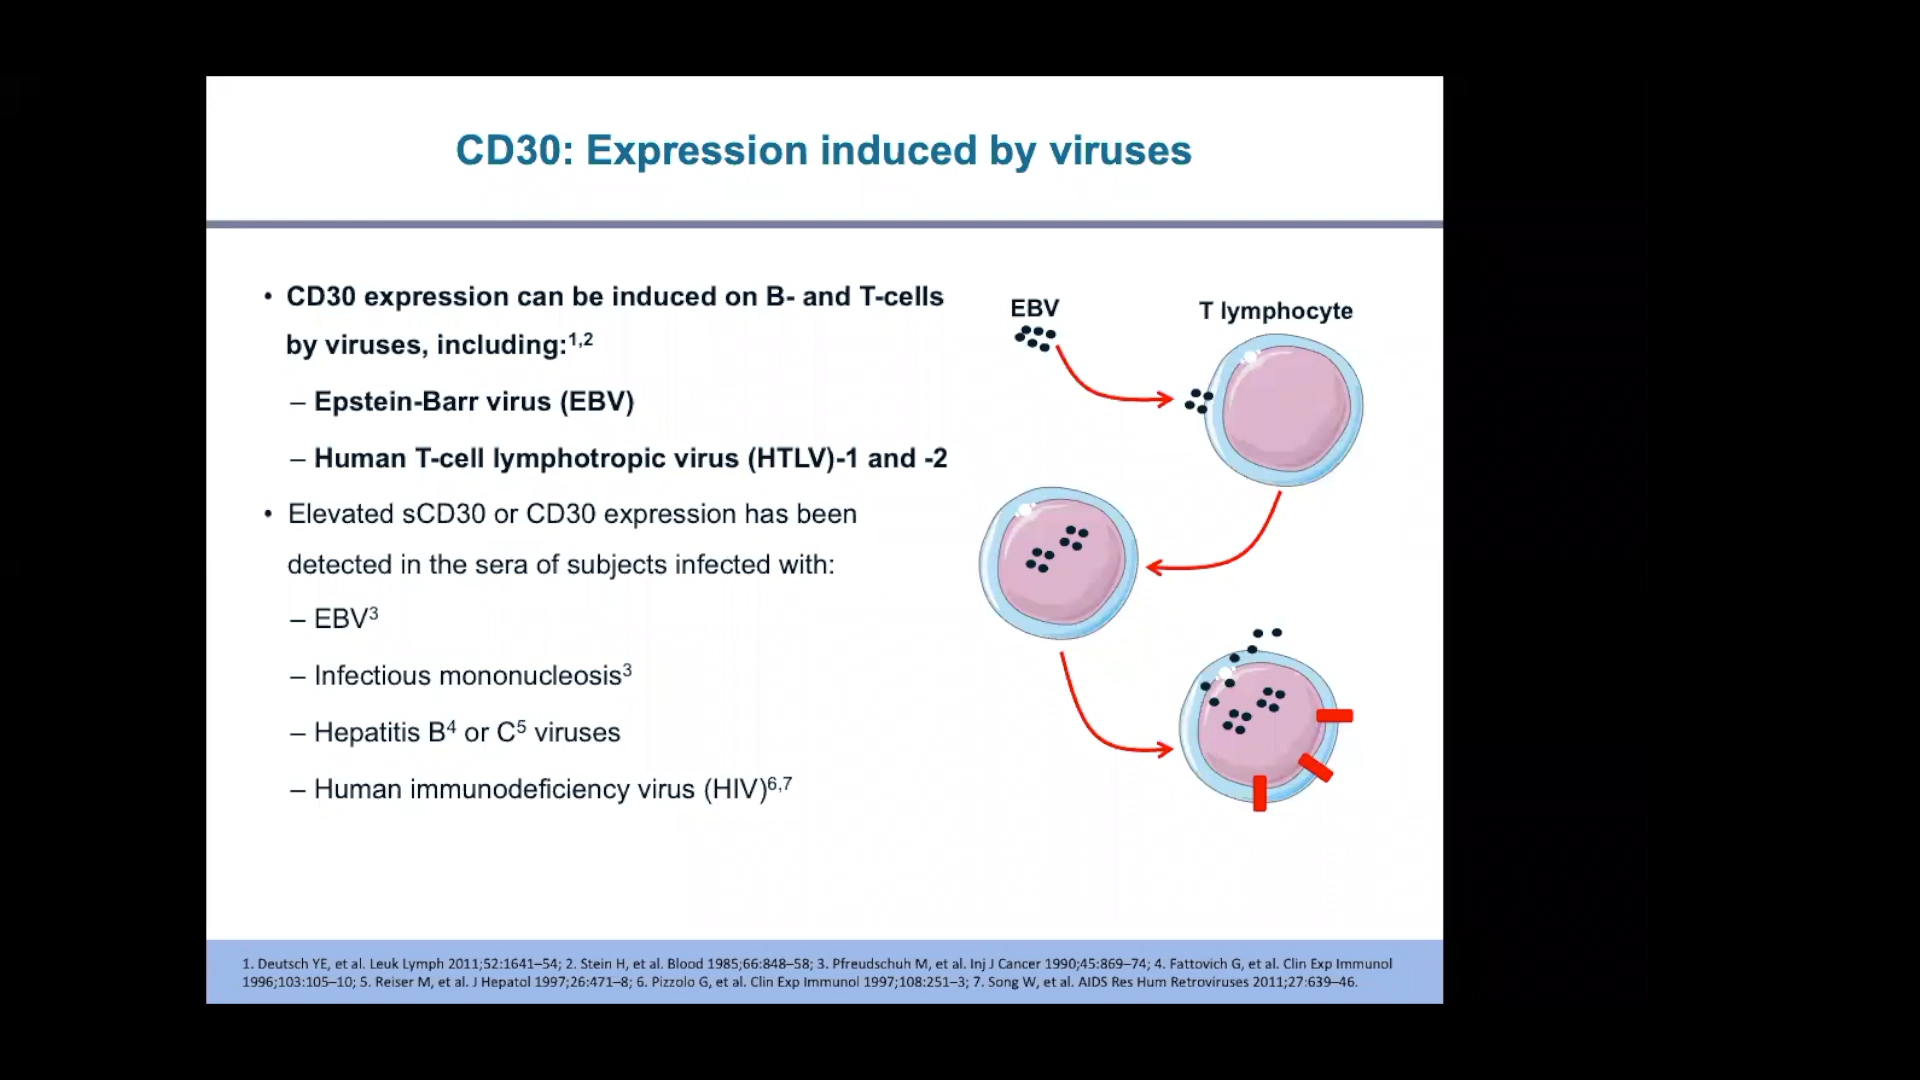 CD30: Expression induced by viruses
• CD30 expression can be induced on B- and T-cells
by viruses, including:1,2
– Epstein-Barr virus (EBV)
– Human T-cell lymphotropic virus (HTLV)-1 and -2
• Elevated sCD30 or CD30 expression has been
detected in the sera of subjects infected with:
– EBV3
– Infectious mononucleosis3
– Hepatitis B4 or C5 viruses
– Human immunodeficiency virus (HIV)6,7
EBV
T lymphocyte
1. Deutsch YE, et al. Leuk Lymph 2011;52:1641–54; 2. Stein H, et al. Blood 1985;66:848–58; 3. Pfreudschuh M, et al. Inj J Cancer 1990;45:869–74; 4. Fattovich G, et al. Clin Exp Immunol
1996;103:105–10; 5. Reiser M, et al. J Hepatol 1997;26:471–8; 6. Pizzolo G, et al. Clin Exp Immunol 1997;108:251–3; 7. Song W, et al. AIDS Res Hum Retroviruses 2011;27:639–46.